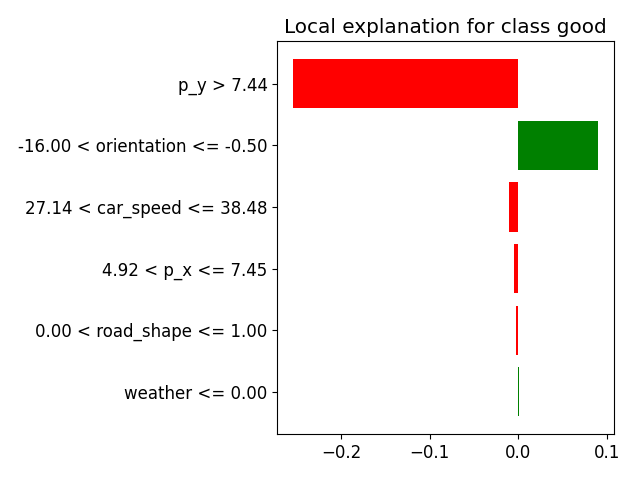 Local explanation for class good
p_y > 7.44
-16.00 < orientation <= -0.50
27.14 < car_speed <= 38.48
4.92 < p_x <= 7.45
0.00 < road_shape <= 1.00
weather <= 0.00
−0.2 −0.1 0.0 0.1